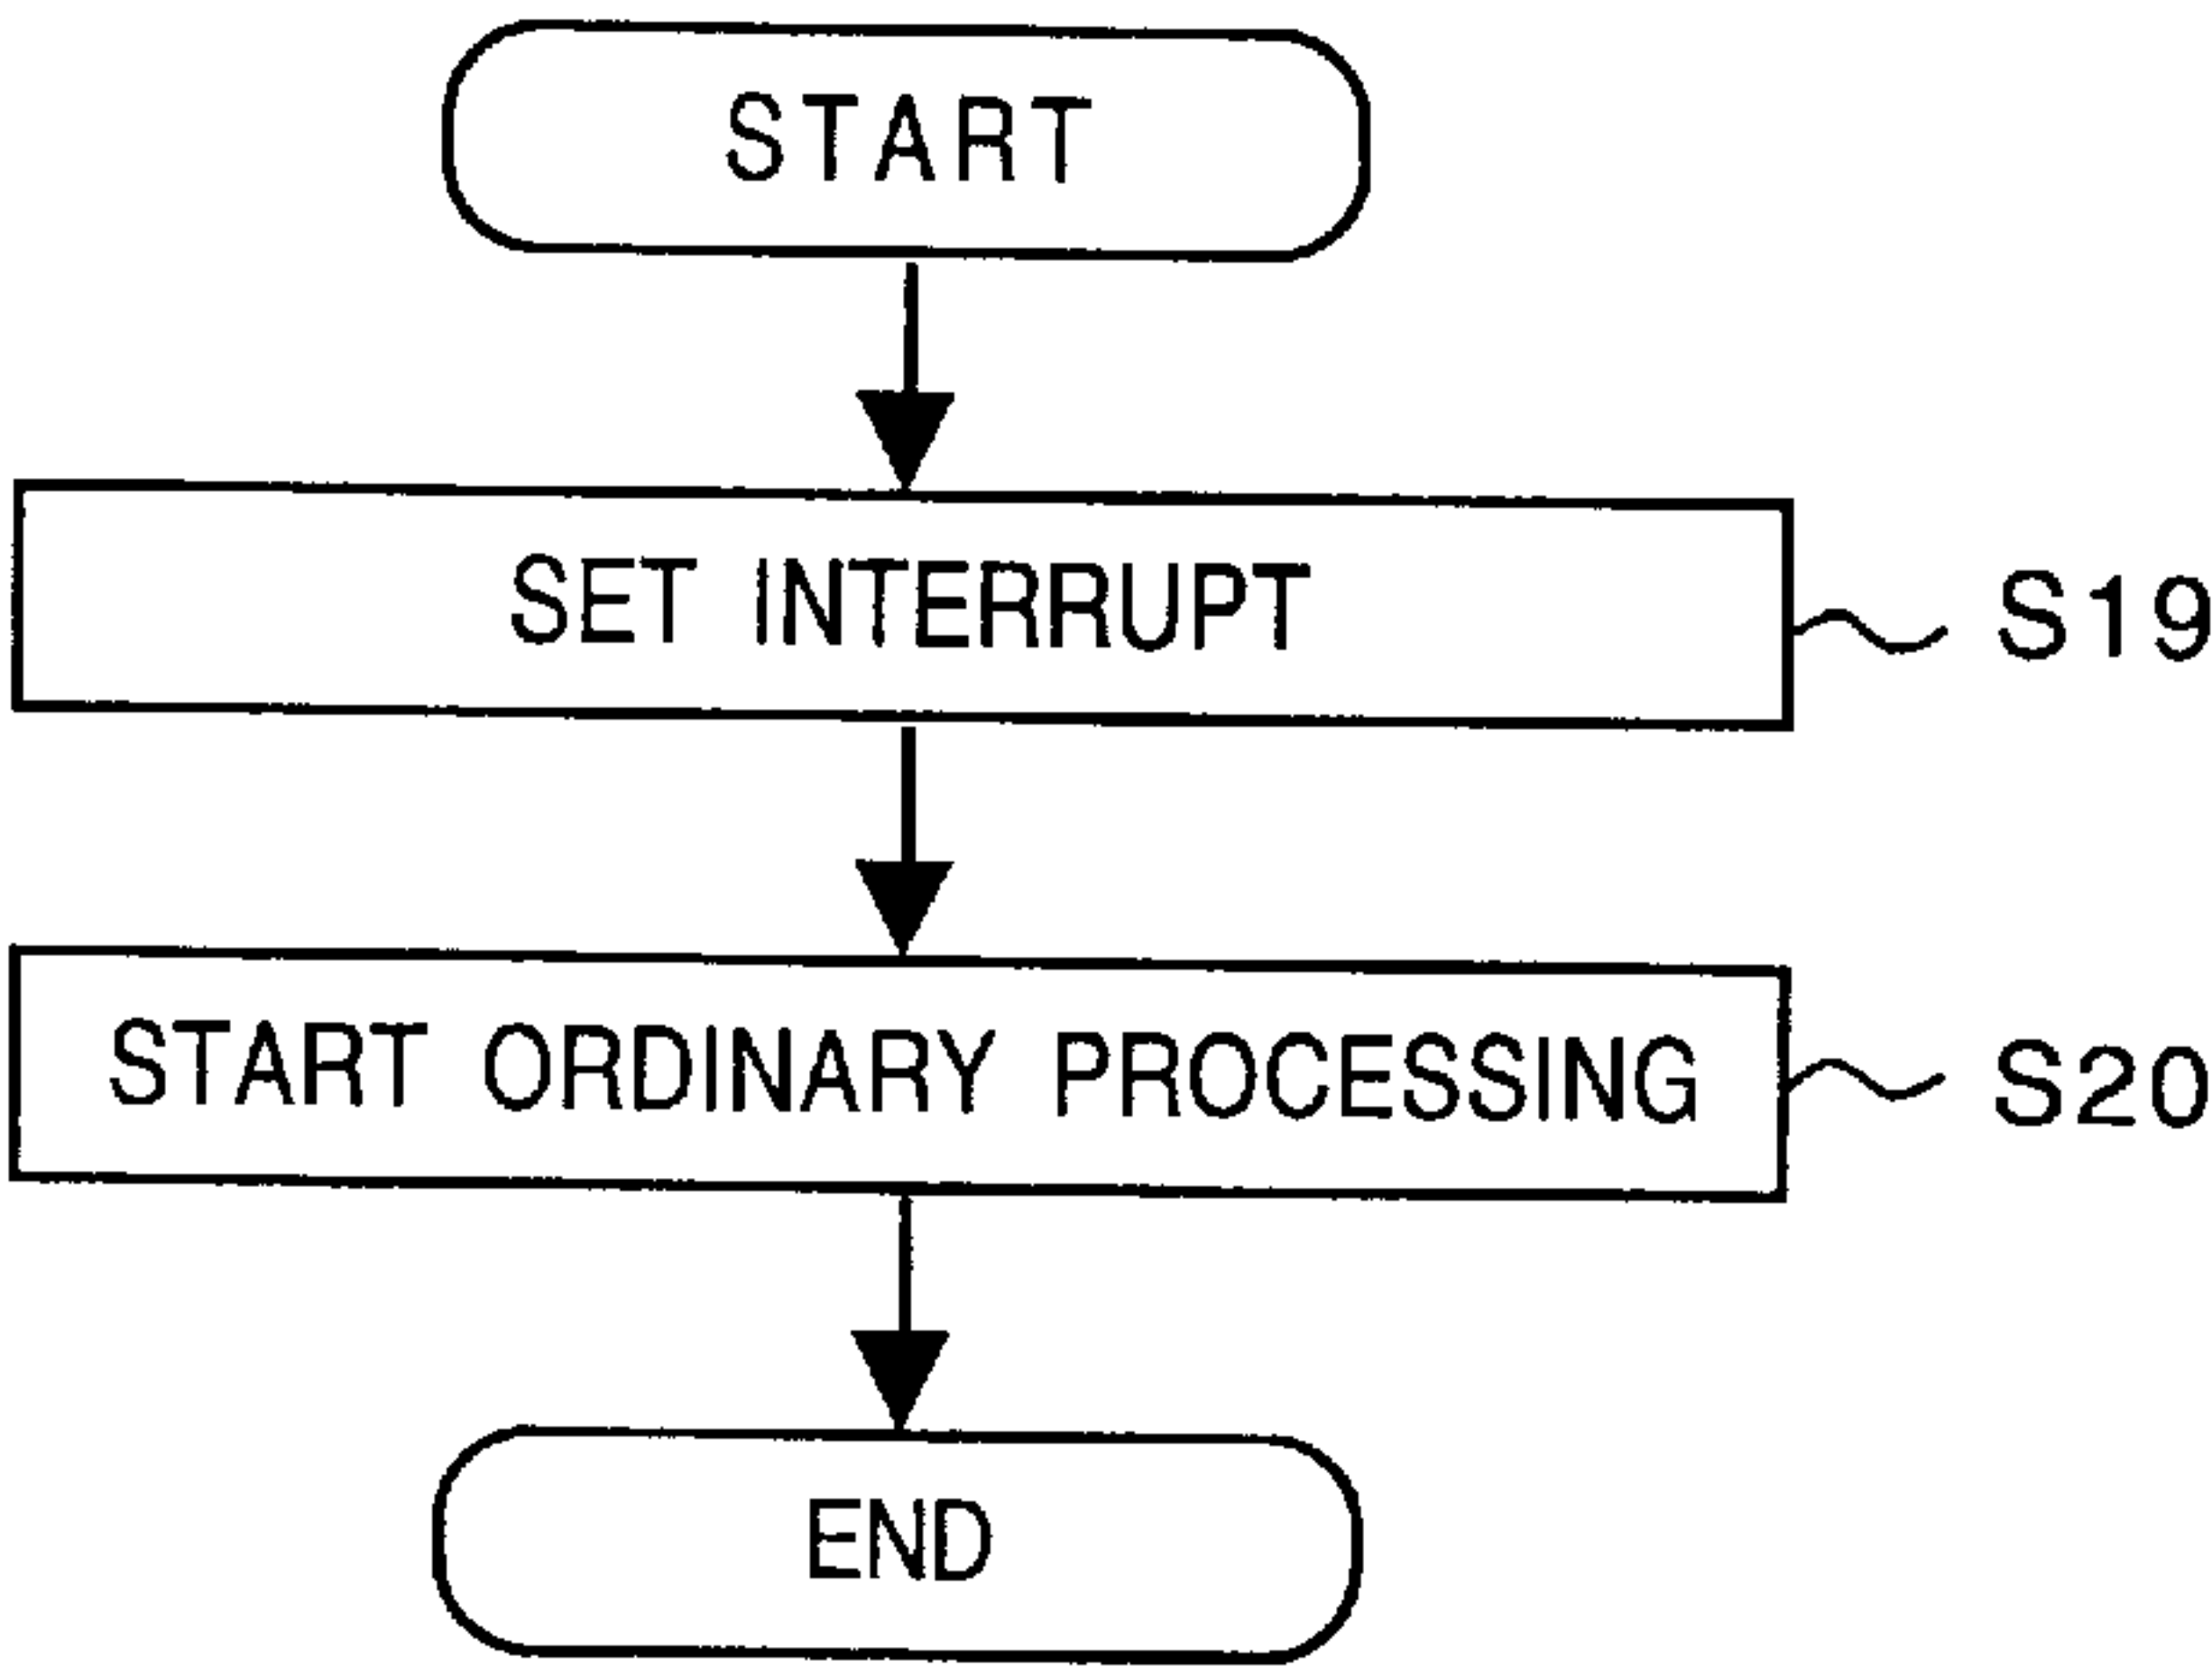 START
SET INTERRUPT
S19
START ORDINARY PROCESSING
S20
END